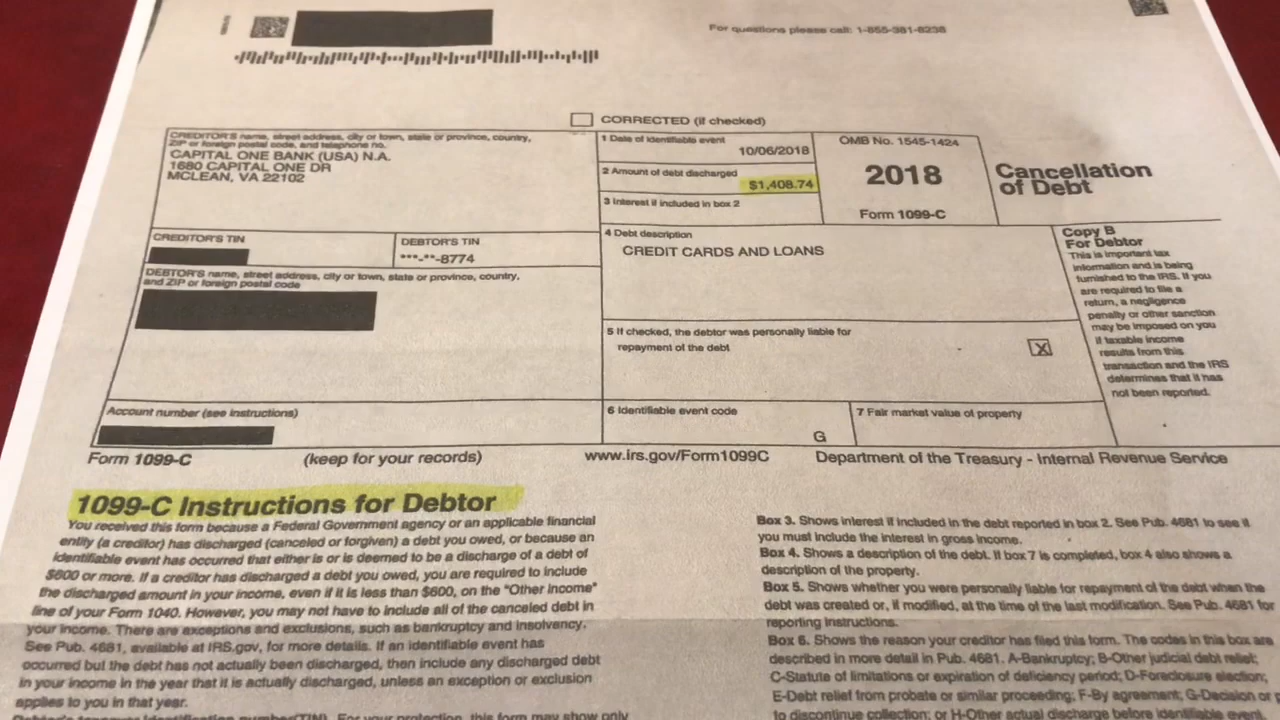 For questions please call: 1-855-381-8238
CORRECTED (if checked)
CREDITOR'S name, street address, city or town, state or province, country,
ZIP or foreign postal code, and telephone no.
CAPITAL ONE BANK (USA) N.A.
1680 CAPITAL ONE DR
MCLEAN, VA 22102
1 Date of identifiable event
10/06/2018
2 Amount of debt discharged
$1,408.74
3 Interest if included in box 2
OMB No. 1545-1424
2018
Form 1099-C
Cancellation
of Debt
CREDITOR'S TIN
DEBTOR'S TIN
***-**-8774
4 Debt description
CREDIT CARDS AND LOANS
Copy B
For Debtor
This is important tax
information and is being
furnished to the IRS. If you
are required to file a
return, a negligence
penalty or other sanction
may be imposed on you
if taxable income
results from this
transaction and the IRS
determines that it has
not been reported.
DEBTOR'S name, street address, city or town, state or province, country,
and ZIP or foreign postal code
5 If checked, the debtor was personally liable for
repayment of the debt
X
Account number (see instructions)
6 Identifiable event code
G
7 Fair market value of property
Form 1099-C
(keep for your records)
www.irs.gov/Form1099C
Department of the Treasury - Internal Revenue Service
1099-C Instructions for Debtor
You received this form because a Federal Government agency or an applicable financial
entity (a creditor) has discharged (canceled or forgiven) a debt you owed, or because an
identifiable event has occurred that either is or is deemed to be a discharge of a debt of
$600 or more. If a creditor has discharged a debt you owed, you are required to include
the discharged amount in your income, even if it is less than $600, on the "Other Income"
line of your Form 1040. However, you may not have to include all of the canceled debt in
your income. There are exceptions and exclusions, such as bankruptcy and insolvency.
See Pub. 4681, available at IRS.gov, for more details. If an identifiable event has
occurred but the debt has not actually been discharged, then include any discharged debt
in your income in the year that it is actually discharged, unless an exception or exclusion
applies to you in that year.
Debtor's taxpayer identification number(TIN). For your protection, this form may show only
Box 3. Shows interest if included in the debt reported in box 2. See Pub. 4681 to see if
you must include the interest in gross income.
Box 4. Shows a description of the debt. If box 7 is completed, box 4 also shows a
description of the property.
Box 5. Shows whether you were personally liable for repayment of the debt when the
debt was created or, if modified, at the time of the last modification. See Pub. 4681 for
reporting instructions.
Box 6. Shows the reason your creditor has filed this form. The codes in this box are
described in more detail in Pub. 4681. A-Bankruptcy; B-Other judicial debt relief;
C-Statute of limitations or expiration of deficiency period; D-Foreclosure election;
E-Debt relief from probate or similar proceeding; F-By agreement; G-Decision or
to discontinue collection; or H-Other actual discharge before identifiable event.